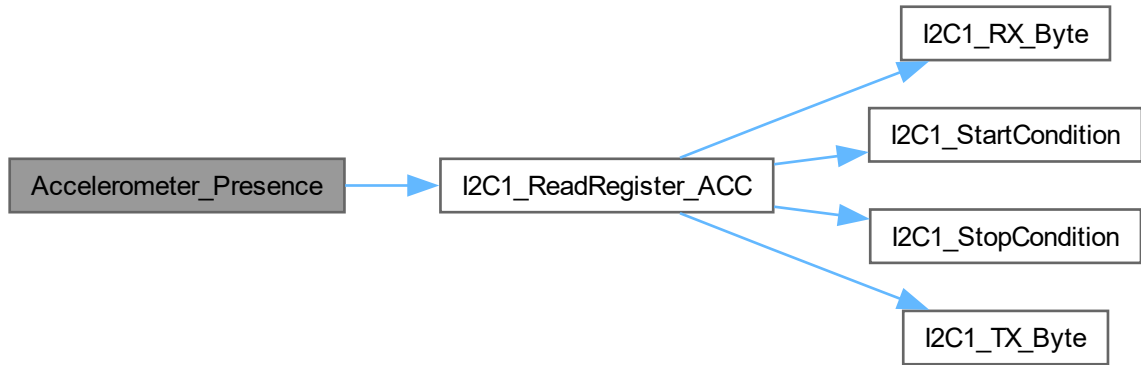 Accelerometer_Presence
I2C1_ReadRegister_ACC
I2C1_RX_Byte
I2C1_StartCondition
I2C1_StopCondition
I2C1_TX_Byte